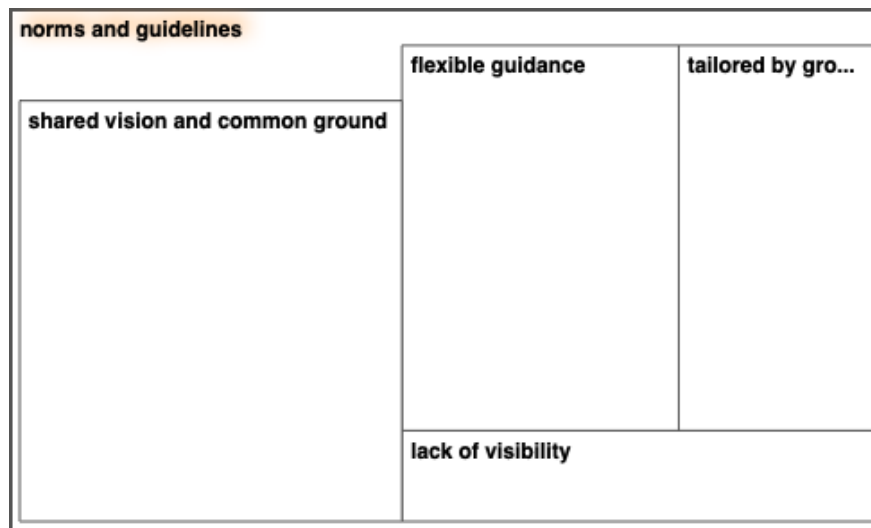 norms and guidelines
flexible guidance
tailored by gro...
shared vision and common ground
lack of visibility